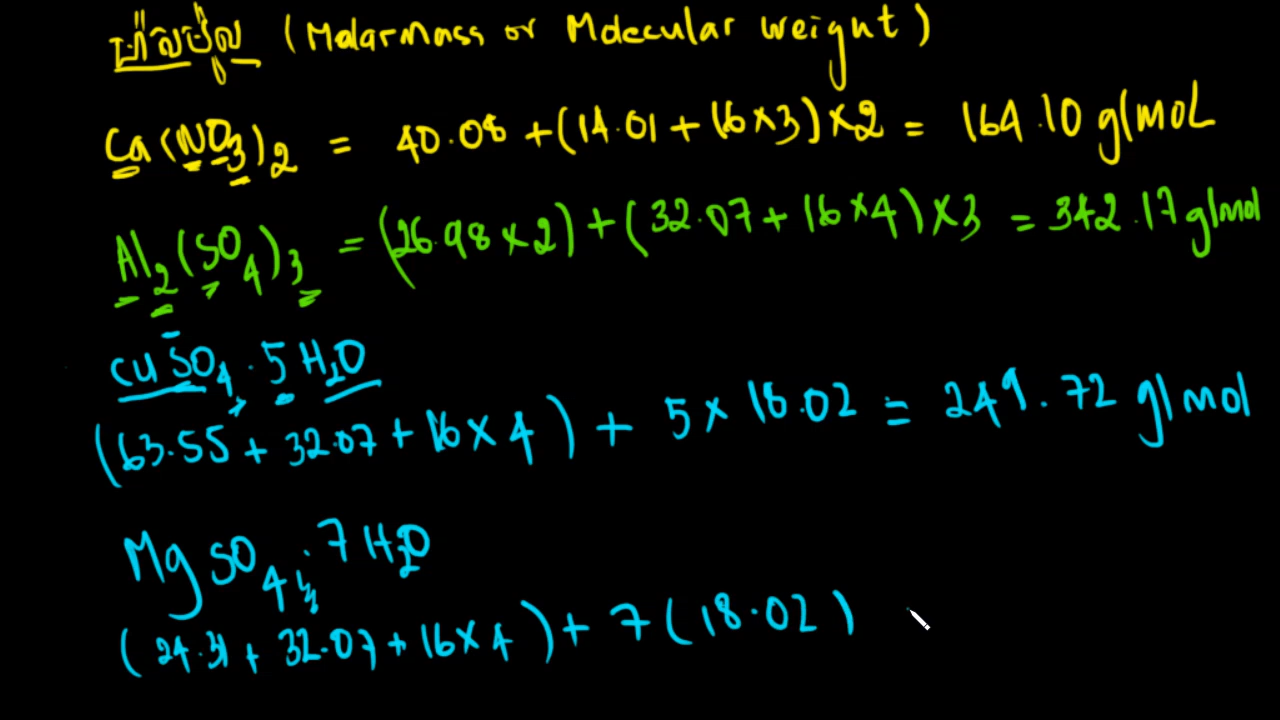 (Molarmass or Molecular weight)
Ca(NO3)2 = 40.08 + (14.01 + 16×3)×2 = 164.10 g/moL
Al2(SO4)3 = (26.98×2) + (32.07 + 16×4)×3 = 342.17 g/mol
CuSO4 . 5 H2O
(63.55 + 32.07 + 16×4) + 5 × 18.02 = 249.72 g/mol
MgSO4 . 7 H2O
(24.31 + 32.07 + 16×4) + 7 (18.02)